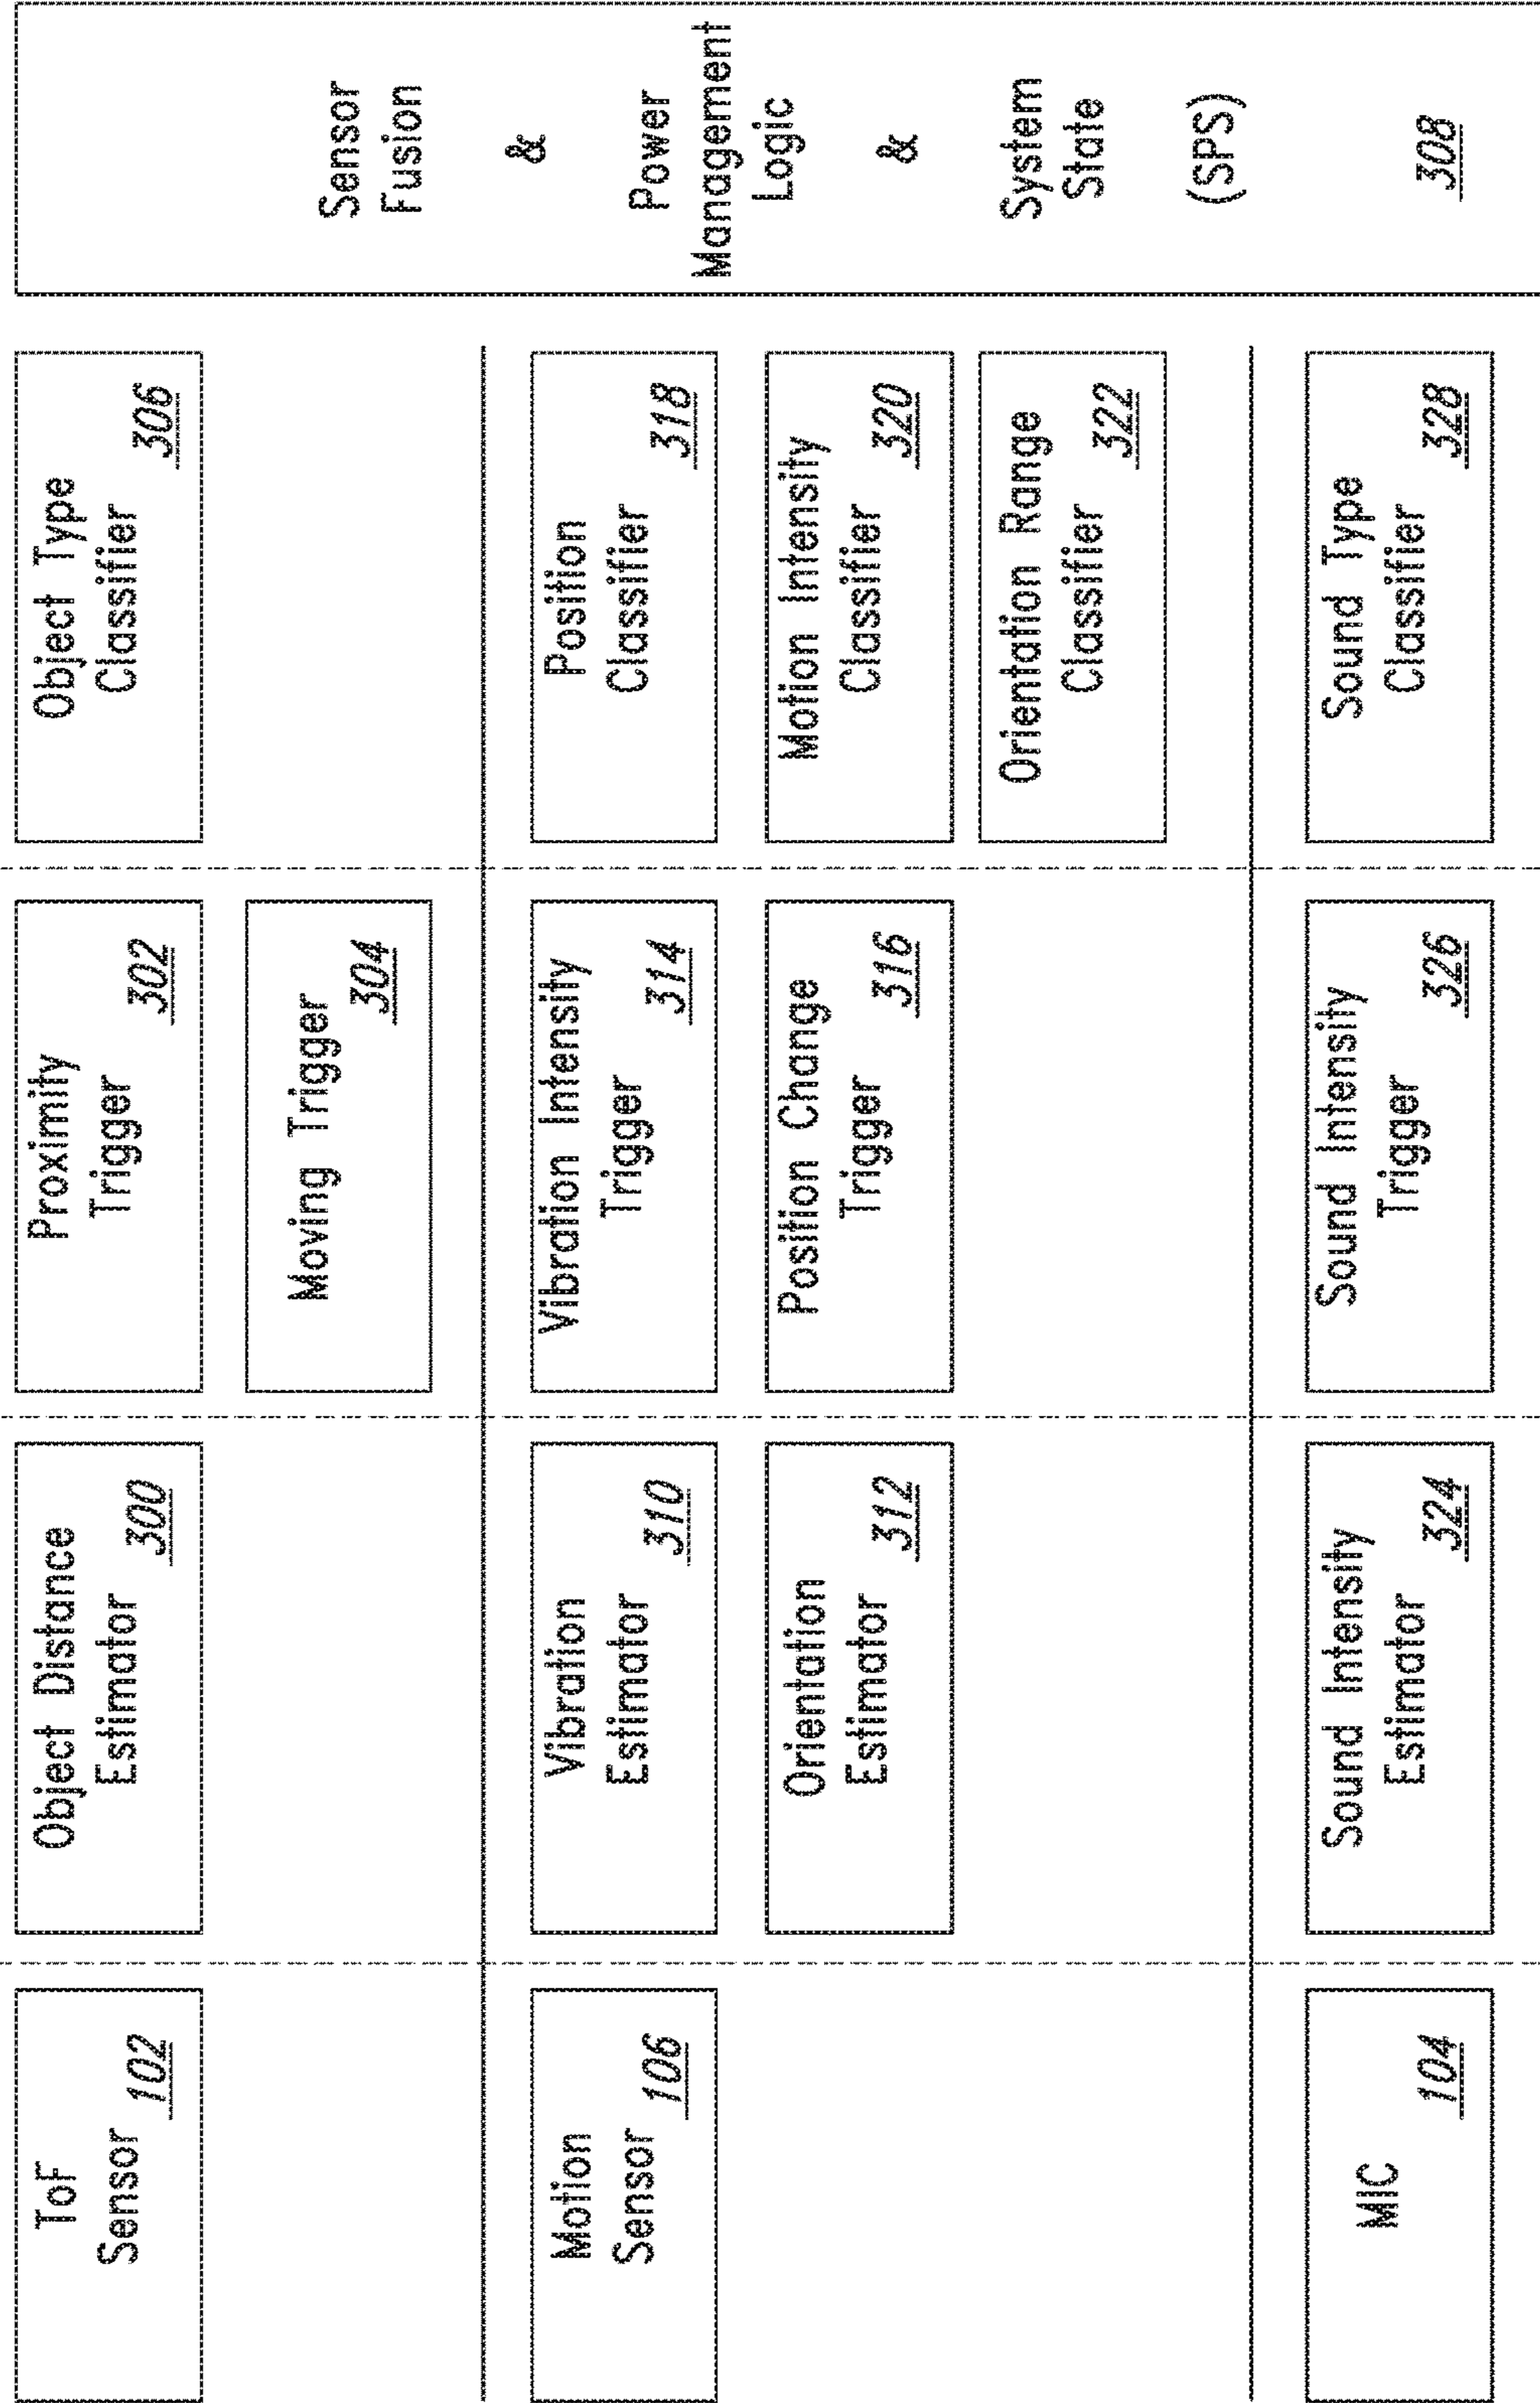 ToF
Sensor 102
Object Distance
Estimator 300
Proximity
Trigger 302
Moving Trigger
304
Object Type
Classifier 306
Motion
Sensor 106
Vibration
Estimator 310
Orientation
Estimator 312
Vibration Intensity
Trigger 314
Position Change
Trigger 316
Position
Classifier 318
Motion Intensity
Classifier 320
Orientation Range
Classifier 322
MIC
104
Sound Intensity
Estimator 324
Sound Intensity
Trigger 326
Sound Type
Classifier 328
Sensor
Fusion
&
Power
Management
Logic
&
System
State
(SPS)
308